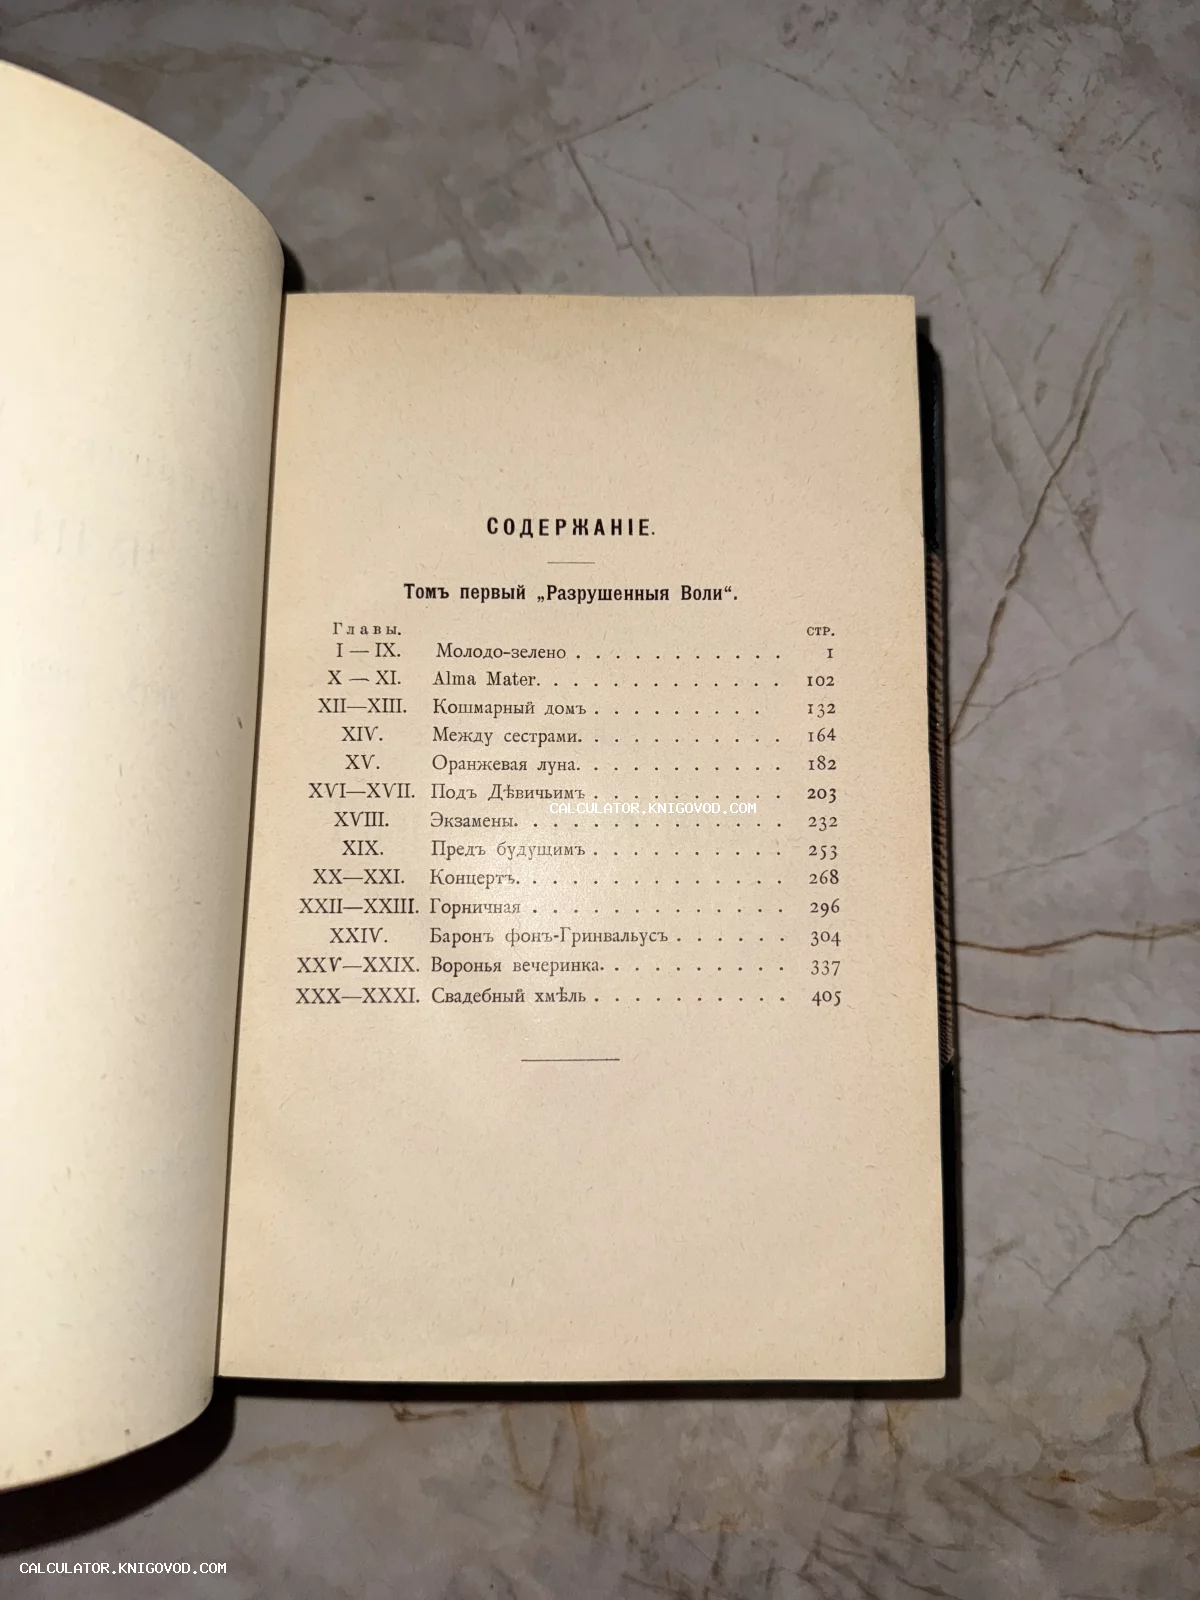 СОДЕРЖАНІЕ.
Томъ первый „Разрушенныя Воли“.
Главы. СТР.
I — IX. Молодо-зелено . . . . . . . . . . . 1
X — XI. Alma Mater. . . . . . . . . . . . . 102
XII—XIII. Кошмарный домъ . . . . . . . . . 132
XIV. Между сестрами. . . . . . . . . . . 164
XV. Оранжевая луна. . . . . . . . . . . 182
XVI—XVII. Подъ Дѣвичьимъ . . . . . . . . . . 203
CALCULATOR.KNIGOVOD.COM
XVIII. Экзамены. . . . . . . . . . . . . . 232
XIX. Предъ будущимъ . . . . . . . . . . 253
XX—XXI. Концертъ. . . . . . . . . . . . . . 268
XXII—XXIII. Горничная . . . . . . . . . . . . . 296
XXIV. Баронъ фонъ-Гринвальусъ . . . . . . 304
XXV—XXIX. Воронья вечеринка. . . . . . . . . . 337
XXX—XXXI. Свадебный хмѣль . . . . . . . . . . 405
CALCULATOR.KNIGOVOD.COM